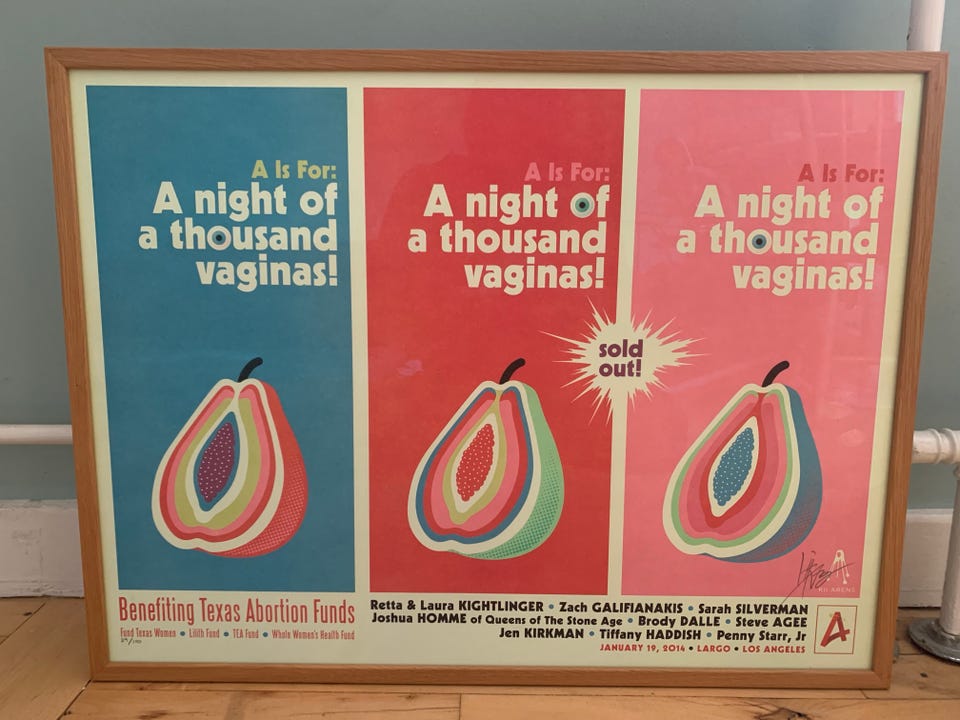 A Is For:
A night of
a thousand
vaginas!
A Is For:
A night of
a thousand
vaginas!
A Is For:
A night of
a thousand
vaginas!
sold
out!
KII ARENS
Benefiting Texas Abortion Funds
Fund Texas Women • Lilith Fund • TEA Fund • Whole Women's Health Fund
Retta & Laura KIGHTLINGER • Zach GALIFIANAKIS • Sarah SILVERMAN
Joshua HOMME of Queens of The Stone Age • Brody DALLE • Steve AGEE
Jen KIRKMAN • Tiffany HADDISH • Penny Starr, Jr
JANUARY 19, 2014 • LARGO • LOS ANGELES
A